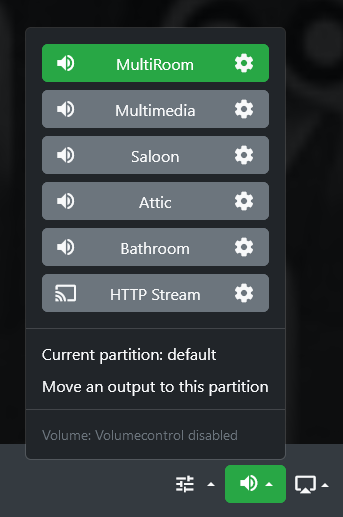 MultiRoom
Multimedia
Saloon
Attic
Bathroom
HTTP Stream
Current partition: default
Move an output to this partition
Volume: Volumecontrol disabled